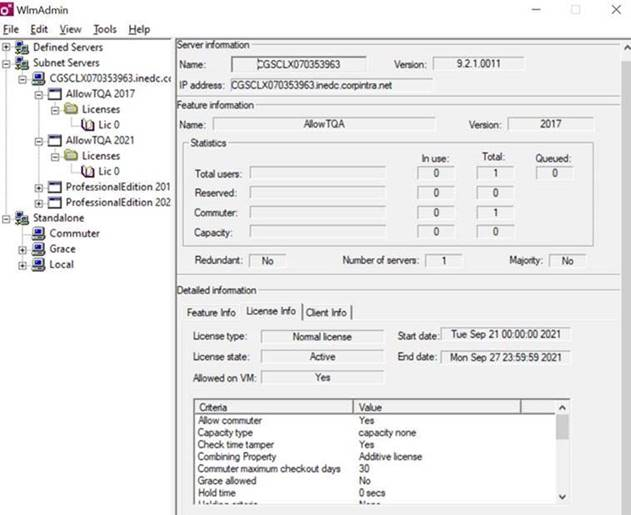 WlmAdmin
File Edit View Tools Help
Defined Servers
Subnet Servers
CGSCLX070353963.inedc.cor
AllowTQA 2017
Licenses
Lic 0
AllowTQA 2021
Licenses
Lic 0
ProfessionalEdition 201
ProfessionalEdition 202
Standalone
Commuter
Grace
Local
Server information
Name: CGSCLX070353963 Version: 9.2.1.0011
IP address: CGSCLX070353963.inedc.corpintra.net
Feature information
Name: AllowTQA Version: 2017
Statistics
In use: Total: Queued:
Total users: 0 1 0
Reserved: 0 0
Commuter: 0 1
Capacity: 0 0
Redundant: No Number of servers: 1 Majority: No
Detailed information
Feature Info License Info Client Info
License type: Normal license Start date: Tue Sep 21 00:00:00 2021
License state: Active End date: Mon Sep 27 23:59:59 2021
Allowed on VM: Yes
Criteria Value
Allow commuter Yes
Capacity type capacity none
Check time tamper Yes
Combining Property Additive license
Commuter maximum checkout days 30
Grace allowed No
Hold time 0 secs